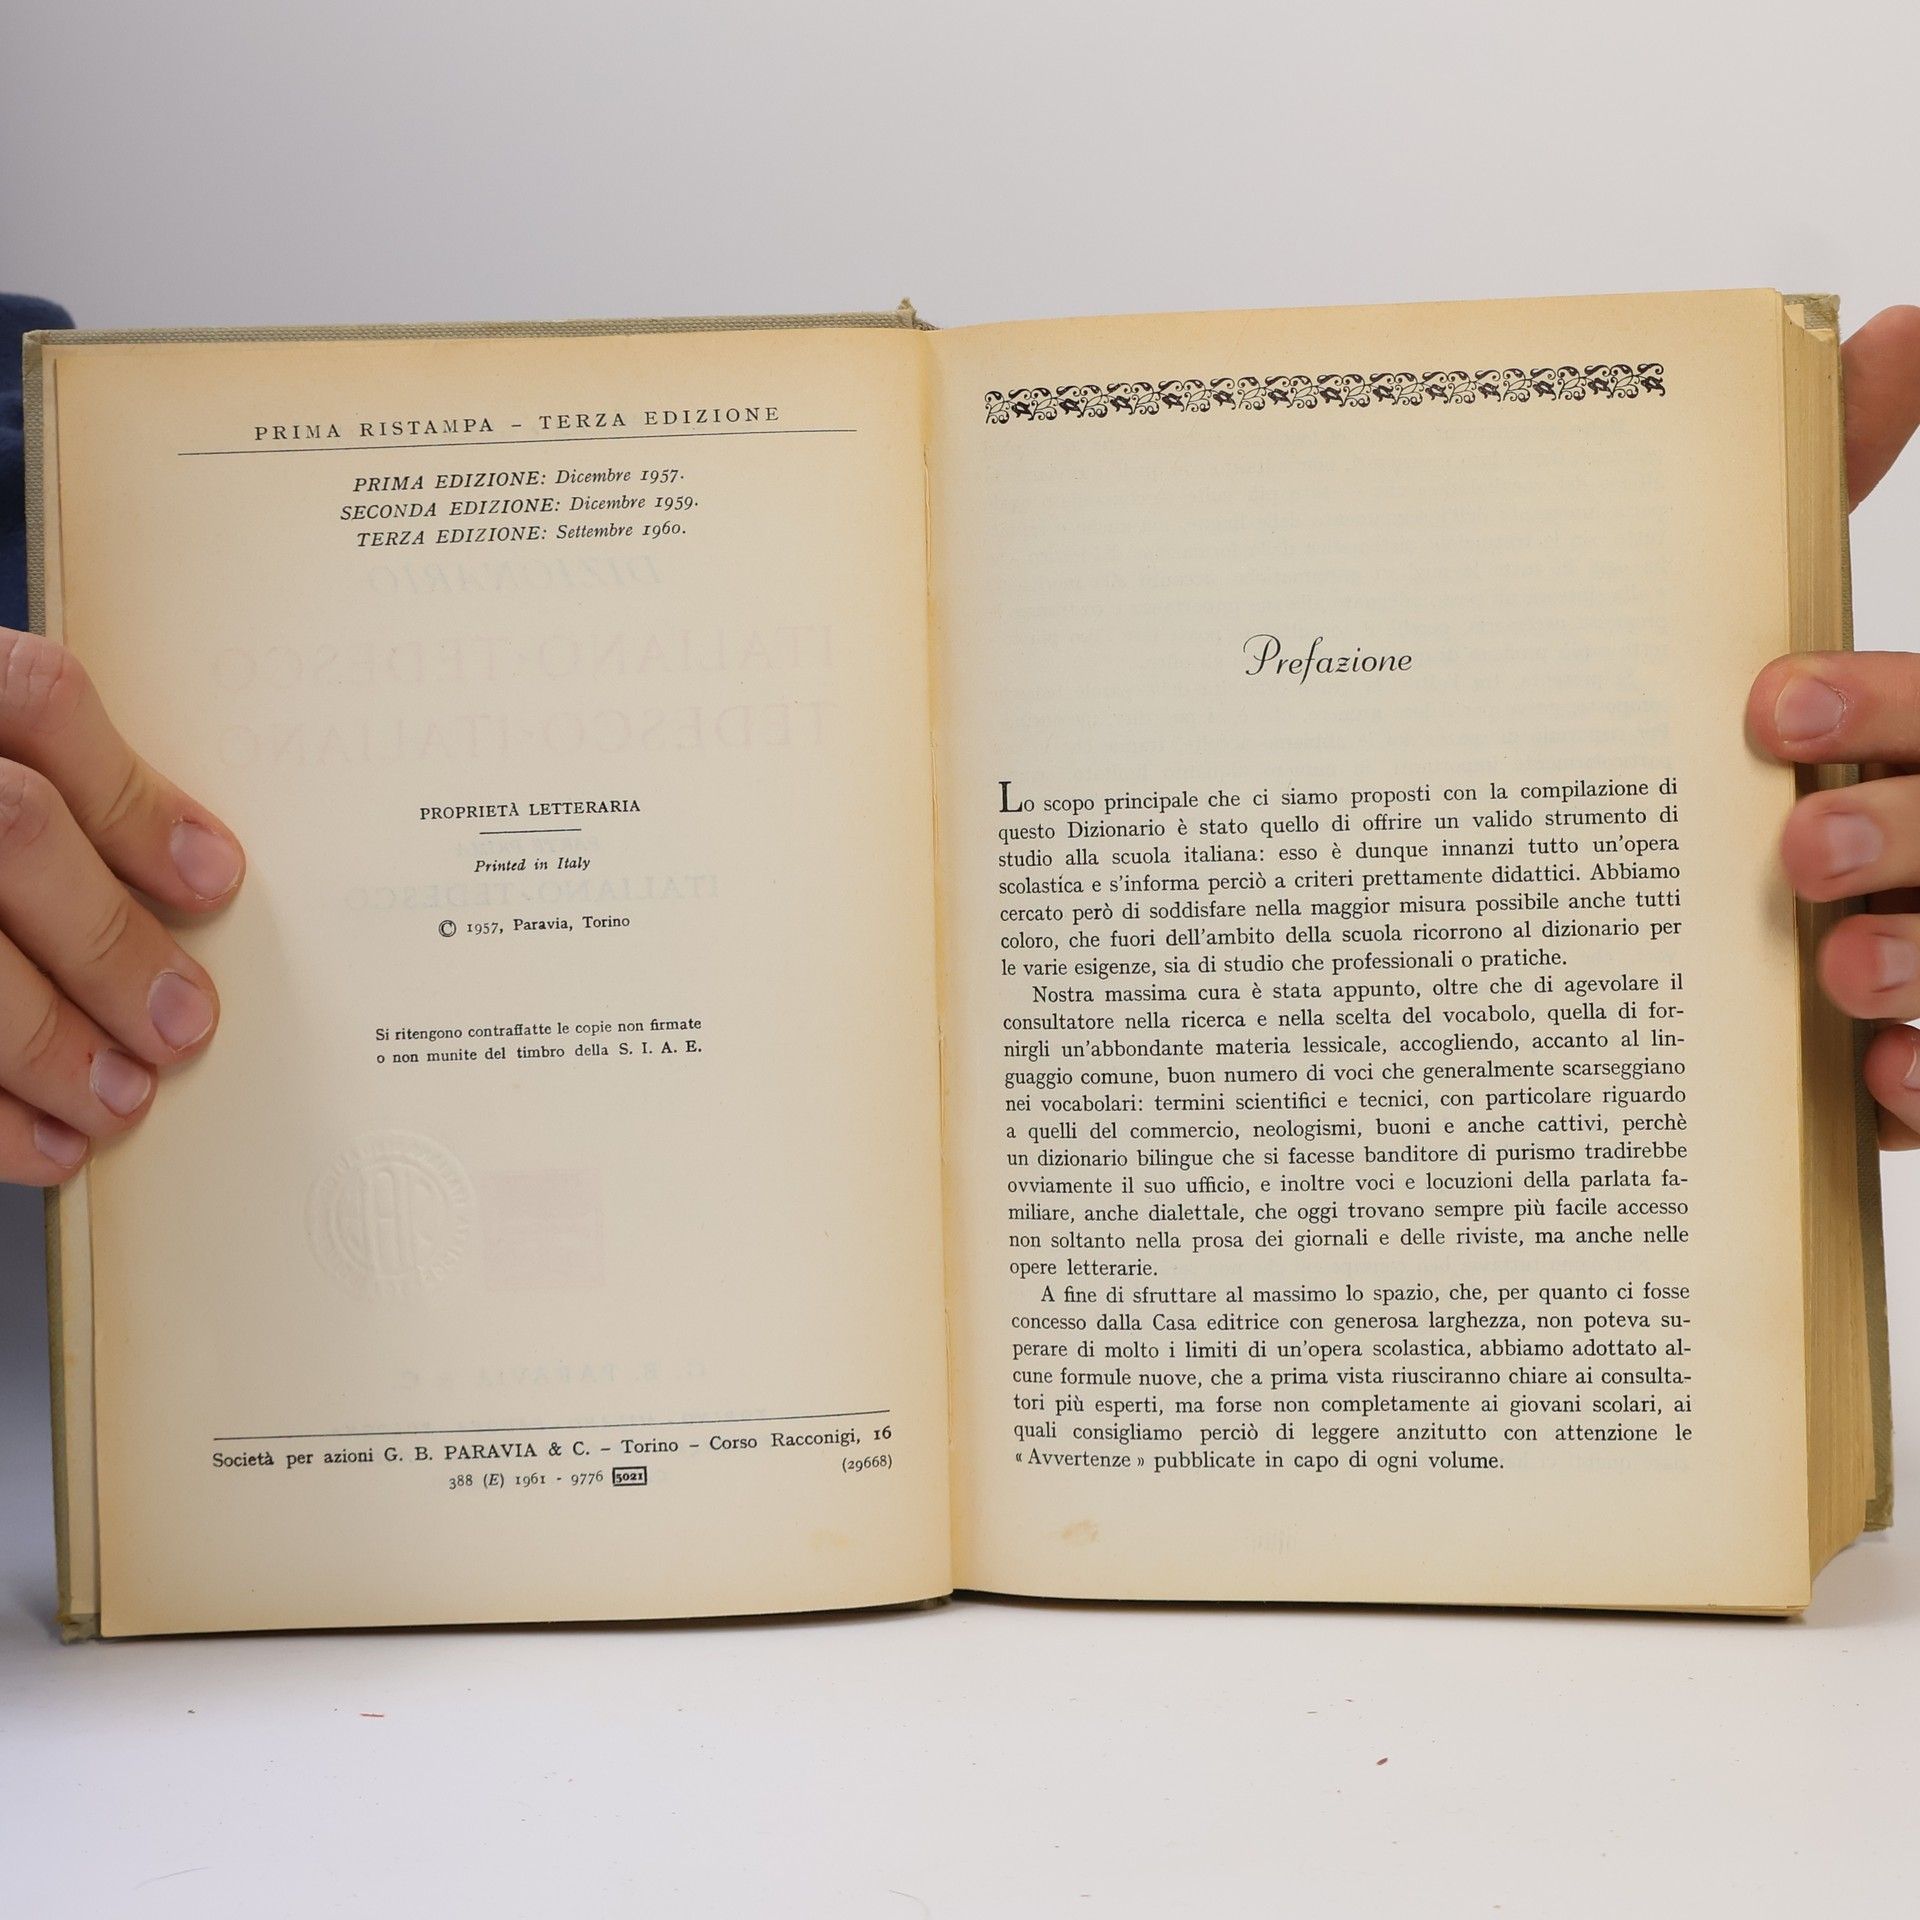 PRIMA RISTAMPA – TERZA EDIZIONE
PRIMA EDIZIONE: Dicembre 1957.
SECONDA EDIZIONE: Dicembre 1959.
TERZA EDIZIONE: Settembre 1960.
PROPRIETÀ LETTERARIA
Printed in Italy
© 1957, Paravia, Torino
Si ritengono contraffatte le copie non firmate
o non munite del timbro della S. I. A. E.
Società per azioni G. B. PARAVIA & C. – Torino – Corso Racconigi, 16
388 (E) 1961 - 9776 5021 (29668)
Prefazione
Lo scopo principale che ci siamo proposti con la compilazione di
questo Dizionario è stato quello di offrire un valido strumento di
studio alla scuola italiana: esso è dunque innanzi tutto un'opera
scolastica e s'informa perciò a criteri prettamente didattici. Abbiamo
cercato però di soddisfare nella maggior misura possibile anche tutti
coloro, che fuori dell'ambito della scuola ricorrono al dizionario per
le varie esigenze, sia di studio che professionali o pratiche.
Nostra massima cura è stata appunto, oltre che di agevolare il
consultatore nella ricerca e nella scelta del vocabolo, quella di for-
nirgli un'abbondante materia lessicale, accogliendo, accanto al lin-
guaggio comune, buon numero di voci che generalmente scarseggiano
nei vocabolari: termini scientifici e tecnici, con particolare riguardo
a quelli del commercio, neologismi, buoni e anche cattivi, perchè
un dizionario bilingue che si facesse banditore di purismo tradirebbe
ovviamente il suo ufficio, e inoltre voci e locuzioni della parlata fa-
miliare, anche dialettale, che oggi trovano sempre più facile accesso
non soltanto nella prosa dei giornali e delle riviste, ma anche nelle
opere letterarie.
A fine di sfruttare al massimo lo spazio, che, per quanto ci fosse
concesso dalla Casa editrice con generosa larghezza, non poteva su-
perare di molto i limiti di un'opera scolastica, abbiamo adottato al-
cune formule nuove, che a prima vista riusciranno chiare ai consulta-
tori più esperti, ma forse non completamente ai giovani scolari, ai
quali consigliamo perciò di leggere anzitutto con attenzione le
« Avvertenze » pubblicate in capo di ogni volume.